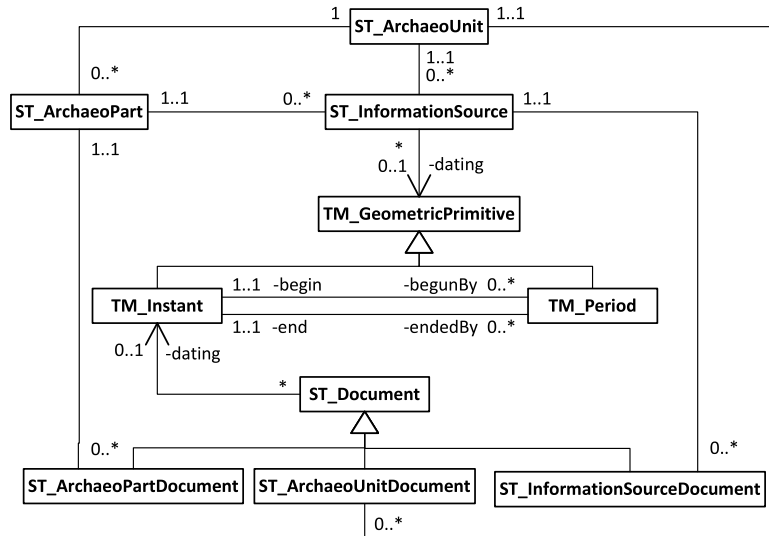 1 ST_ArchaeoUnit 1..1
1..1
0..* 0..*
ST_ArchaeoPart 1..1 0..* ST_InformationSource 1..1
1..1 *
0..1 -dating
TM_GeometricPrimitive
1..1 -begin -begunBy 0..*
TM_Instant TM_Period
1..1 -end -endedBy 0..*
0..1 -dating
* ST_Document
0..* 0..*
ST_ArchaeoPartDocument ST_ArchaeoUnitDocument ST_InformationSourceDocument
0..*